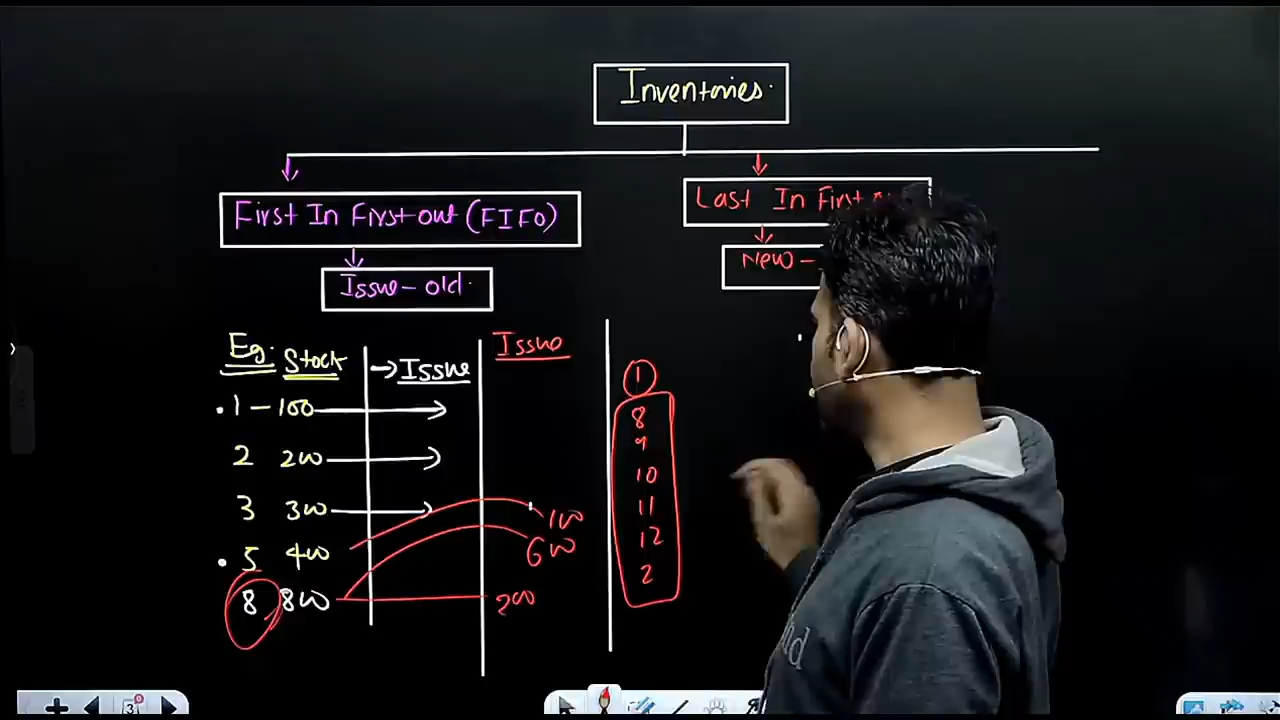 Inventories
First In First out (FIFO)
Last In First
Issue - old
New -
Eg. Stock
→ Issue
Issue
1 - 100
2 200
3 300
5 400
8 800
100
600
200
1
8
9
10
11
12
2